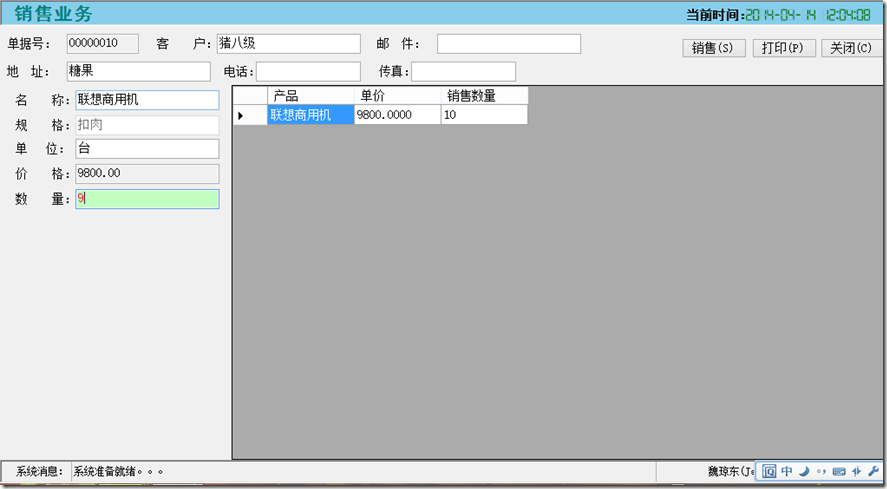 销售业务 当前时间:2014-04-14 12:04:08
单据号: 00000010 客 户: 猪八级 邮 件: 销售(S) 打印(P) 关闭(C)
地 址: 糖果 电话: 传真:
名 称: 联想商用机
规 格: 扣肉
单 位: 台
价 格: 9800.00
数 量: 9
产品 单价 销售数量
联想商用机 9800.0000 10
系统消息: 系统准备就绪。。。 魏琼东(J 中